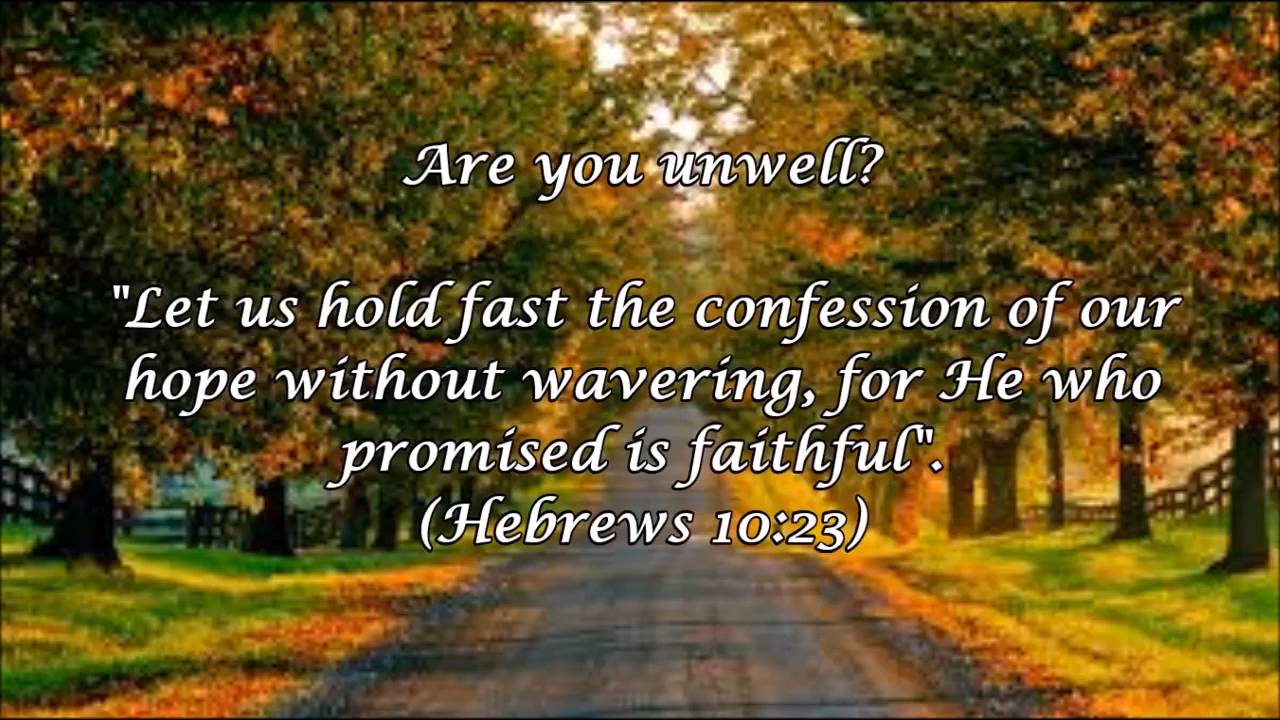 Are you unwell?
"Let us hold fast the confession of our
hope without wavering, for He who
promised is faithful".
(Hebrews 10:23)